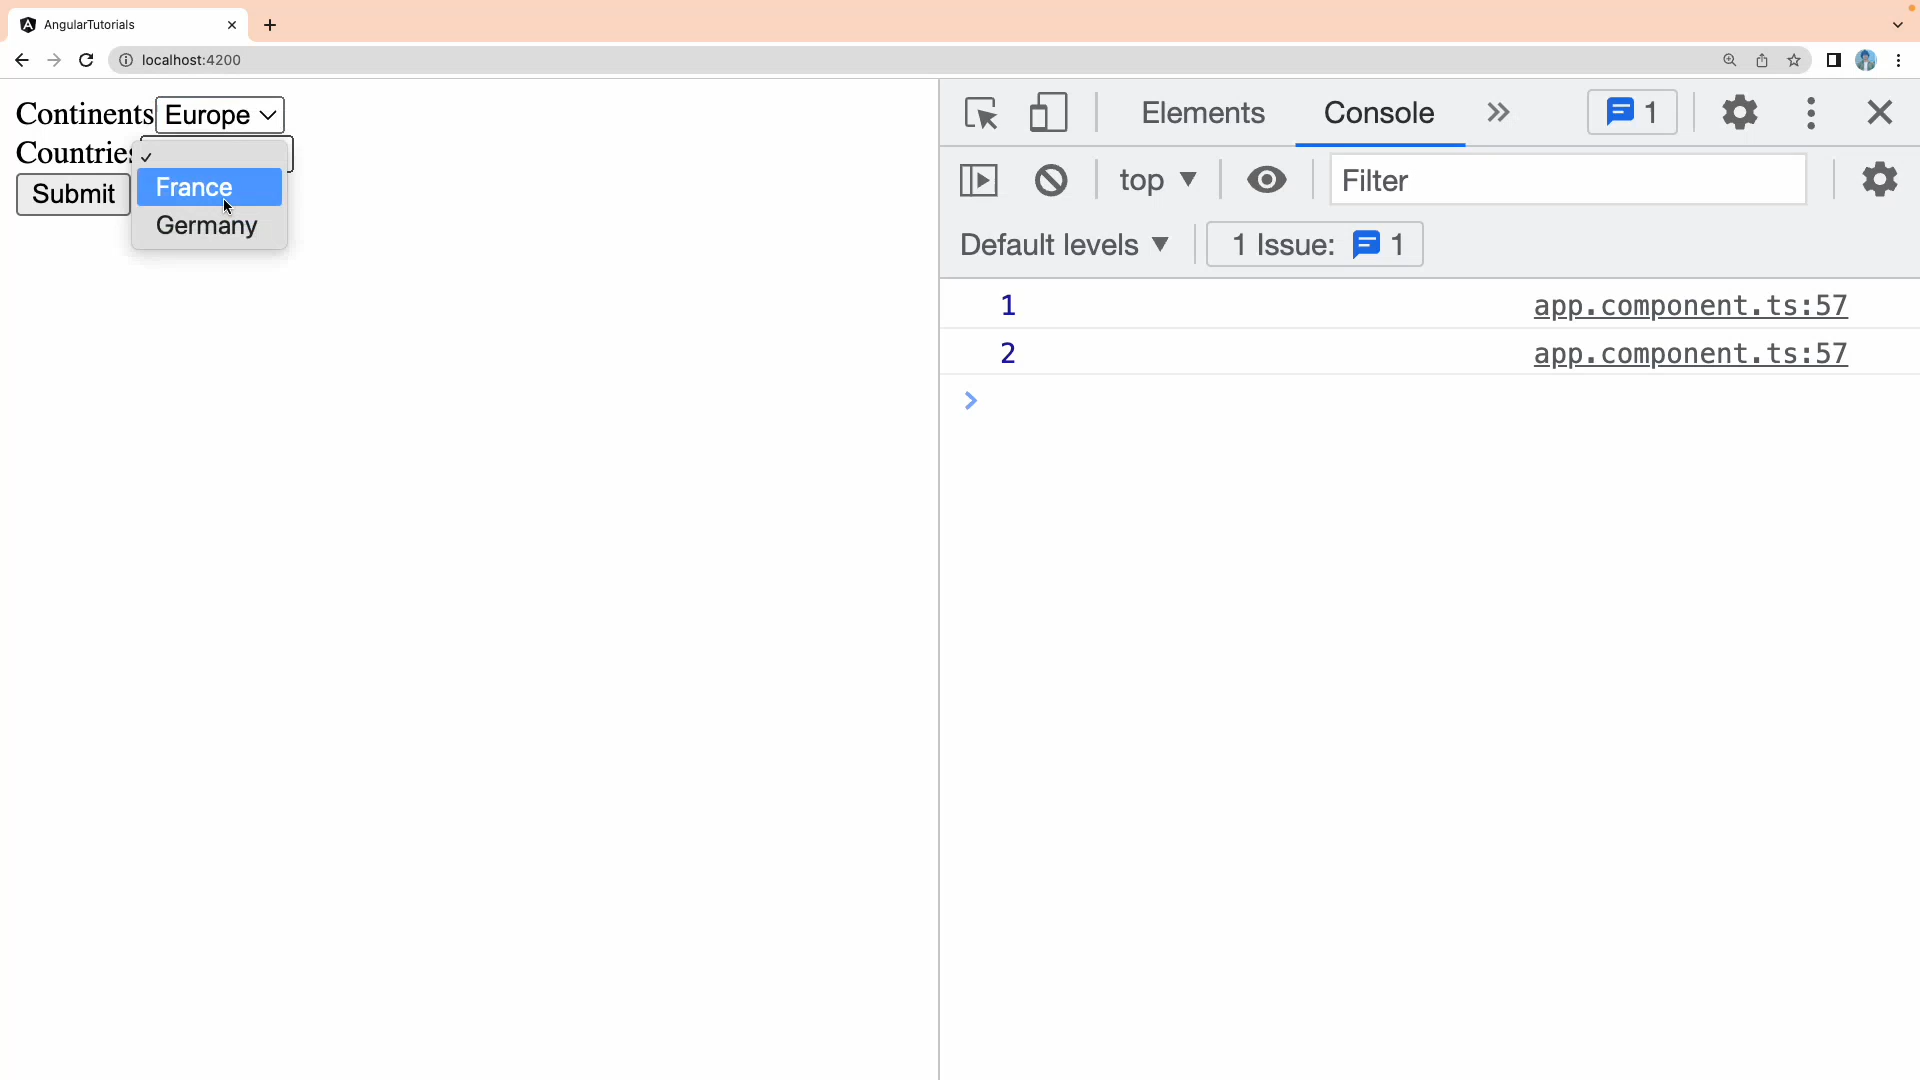 AngularTutorials
localhost:4200
Continents Europe
Countries
France
Germany
Submit
Elements Console 1
top Filter
Default levels 1 Issue: 1
1 app.component.ts:57
2 app.component.ts:57